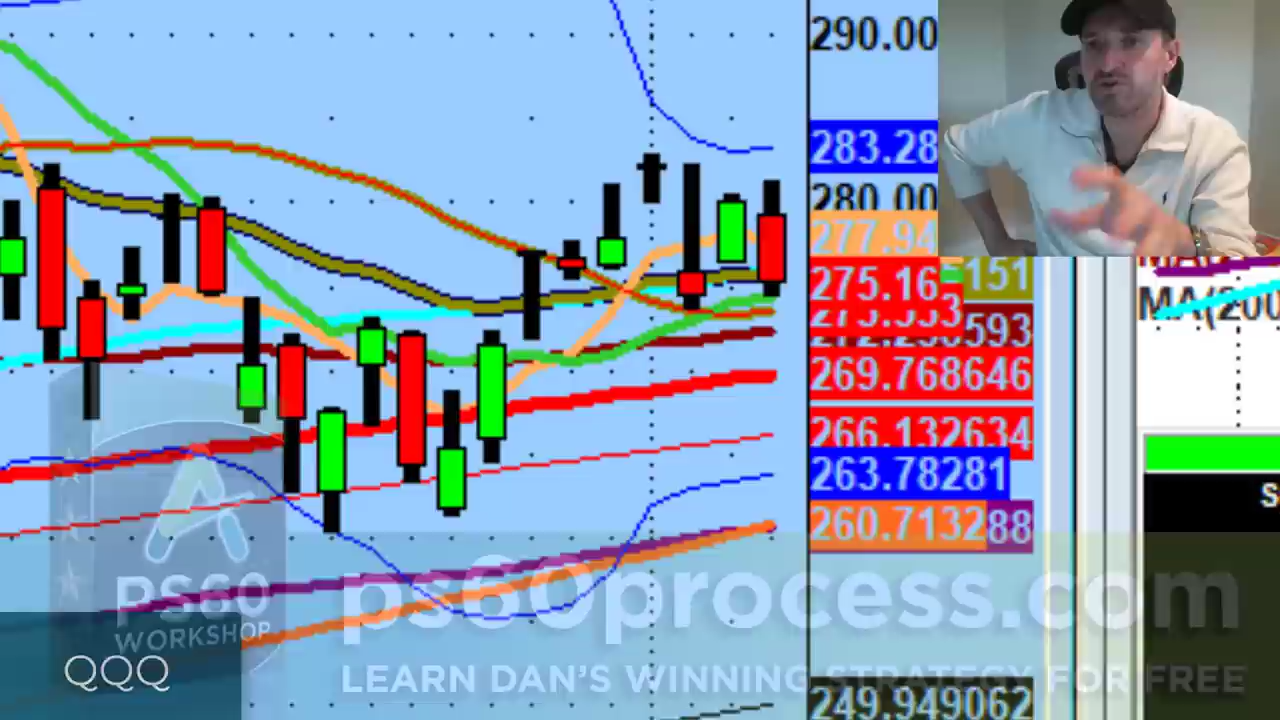 290.00
283.28
280.00
277.94
151
275.16
593
MA(200
269.768646
266.132634
263.78281
260.713288
S
PS60
WORKSHOP
ps60process.com
QQQ
LEARN DAN'S WINNING STRATEGY FOR FREE
249.949062